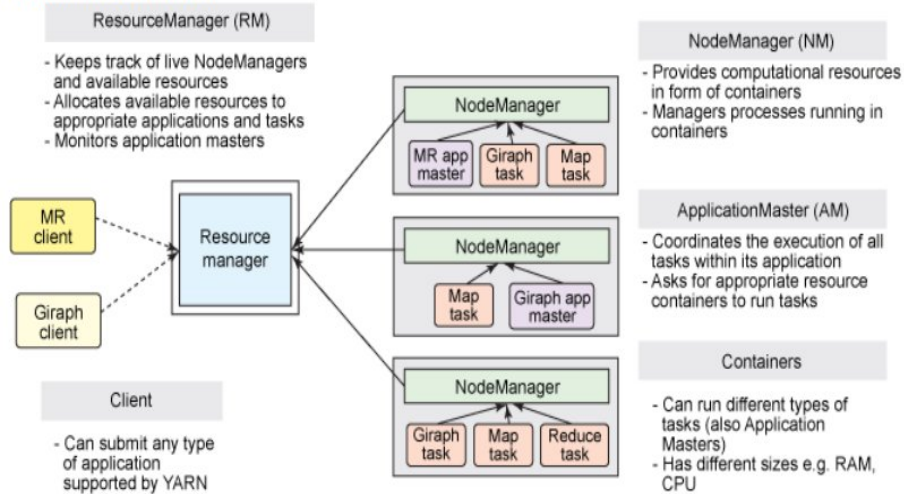 ResourceManager (RM)
- Keeps track of live NodeManagers
and available resources
- Allocates available resources to
appropriate applications and tasks
- Monitors application masters
MR
client
Giraph
client
Resource
manager
Client
- Can submit any type
of application
supported by YARN
NodeManager
MR app
master
Giraph
task
Map
task
NodeManager
Map
task
Giraph app
master
NodeManager
Giraph
task
Map
task
Reduce
task
NodeManager (NM)
- Provides computational resources
in form of containers
- Managers processes running in
containers
ApplicationMaster (AM)
- Coordinates the execution of all
tasks within its application
- Asks for appropriate resource
containers to run tasks
Containers
- Can run different types of
tasks (also Application
Masters)
- Has different sizes e.g. RAM,
CPU